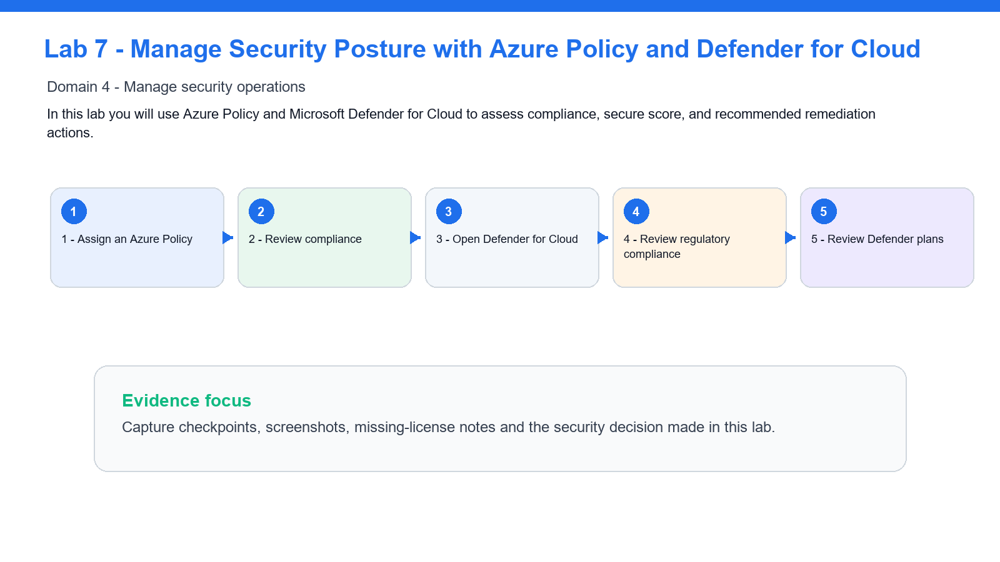 Lab 7 - Manage Security Posture with Azure Policy and Defender for Cloud
Domain 4 - Manage security operations
In this lab you will use Azure Policy and Microsoft Defender for Cloud to assess compliance, secure score, and recommended remediation
actions.
1
1 - Assign an Azure Policy
2
2 - Review compliance
3
3 - Open Defender for Cloud
4
4 - Review regulatory
compliance
5
5 - Review Defender plans
Evidence focus
Capture checkpoints, screenshots, missing-license notes and the security decision made in this lab.